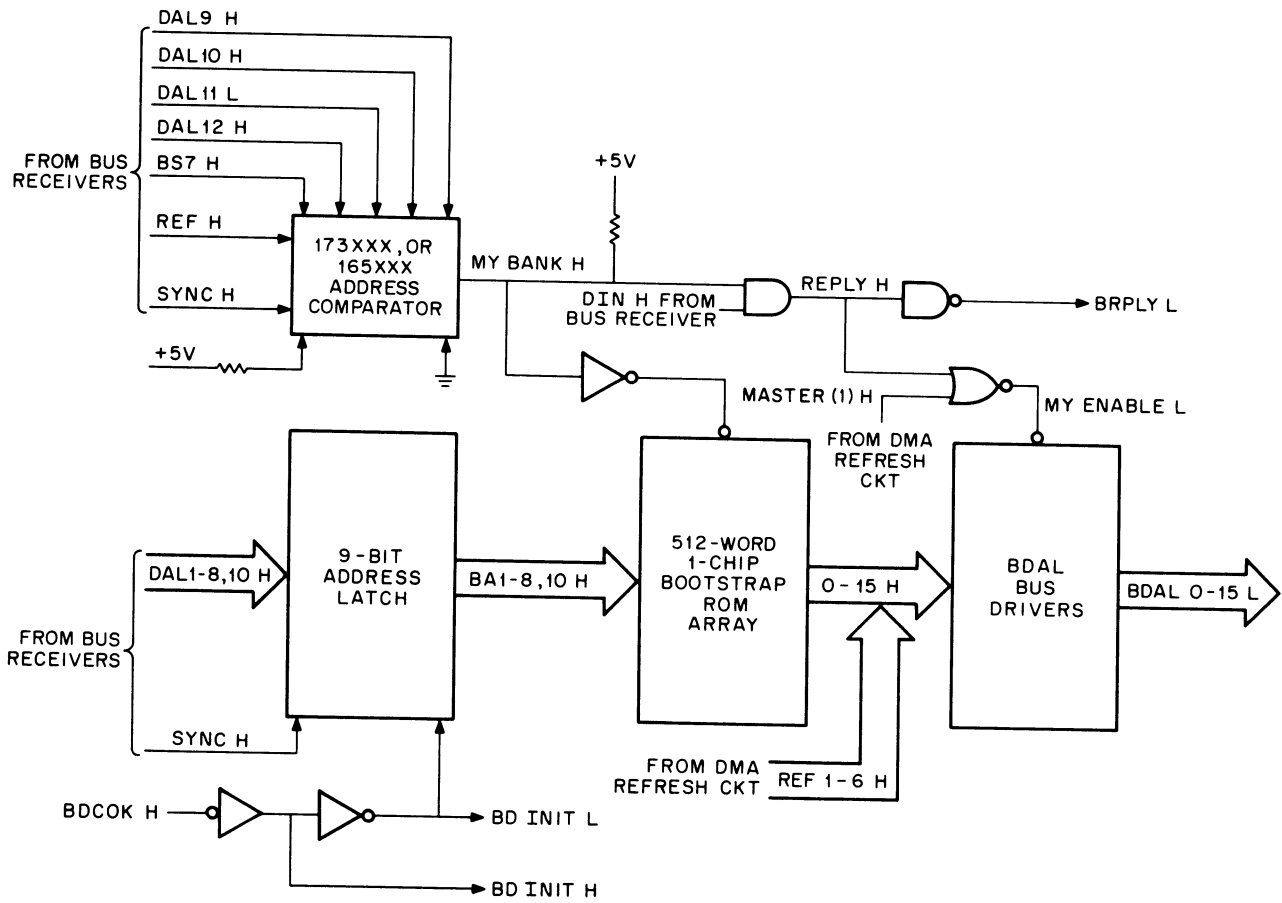 DAL9 H
DAL10 H
DAL11 L
DAL12 H
FROM BUS
RECEIVERS
BS7 H
REF H
SYNC H
+5V
173XXX, OR
165XXX
ADDRESS
COMPARATOR
MY BANK H
+5V
DIN H FROM
BUS RECEIVER
REPLY H
BRPLY L
MASTER (1) H
FROM DMA
REFRESH
CKT
MY ENABLE L
FROM BUS
RECEIVERS
DAL1-8, 10 H
SYNC H
9-BIT
ADDRESS
LATCH
BA1-8, 10 H
512-WORD
1-CHIP
BOOTSTRAP
ROM
ARRAY
0-15 H
BDAL
BUS
DRIVERS
BDAL 0-15 L
FROM DMA
REFRESH CKT
REF 1-6 H
BDCOK H
BD INIT L
BD INIT H